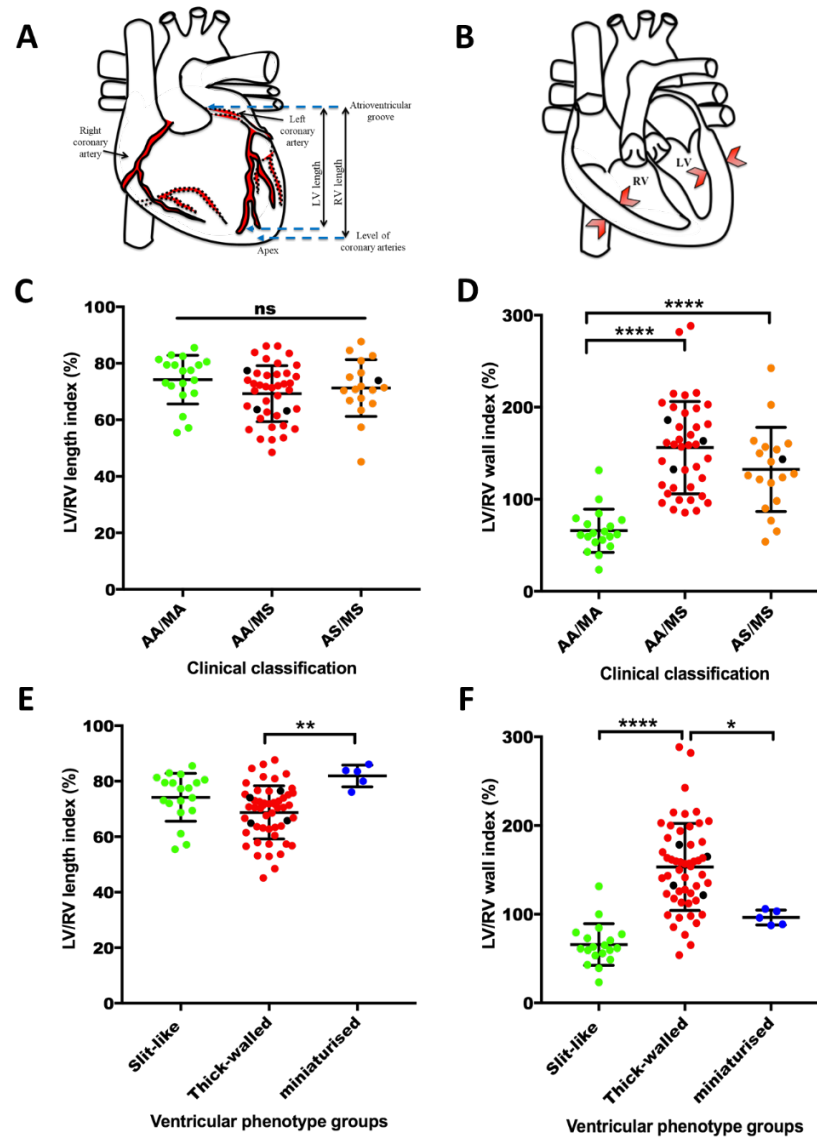 A
Atrioventricular
groove
Left
coronary
artery
Right
coronary
artery
LV length
RV length
Apex
Level of
coronary arteries
B
RV
LV
C
ns
LV/RV length index (%)
100
80
60
40
20
0
AA/MA
AA/MS
AS/MS
Clinical classification
D
****
****
LV/RV wall index (%)
300
200
100
0
AA/MA
AA/MS
AS/MS
Clinical classification
E
**
LV/RV length index (%)
100
80
60
40
20
0
Slit-like
Thick-walled
miniaturised
Ventricular phenotype groups
F
****
*
LV/RV wall index (%)
300
200
100
0
Slit-like
Thick-walled
miniaturised
Ventricular phenotype groups